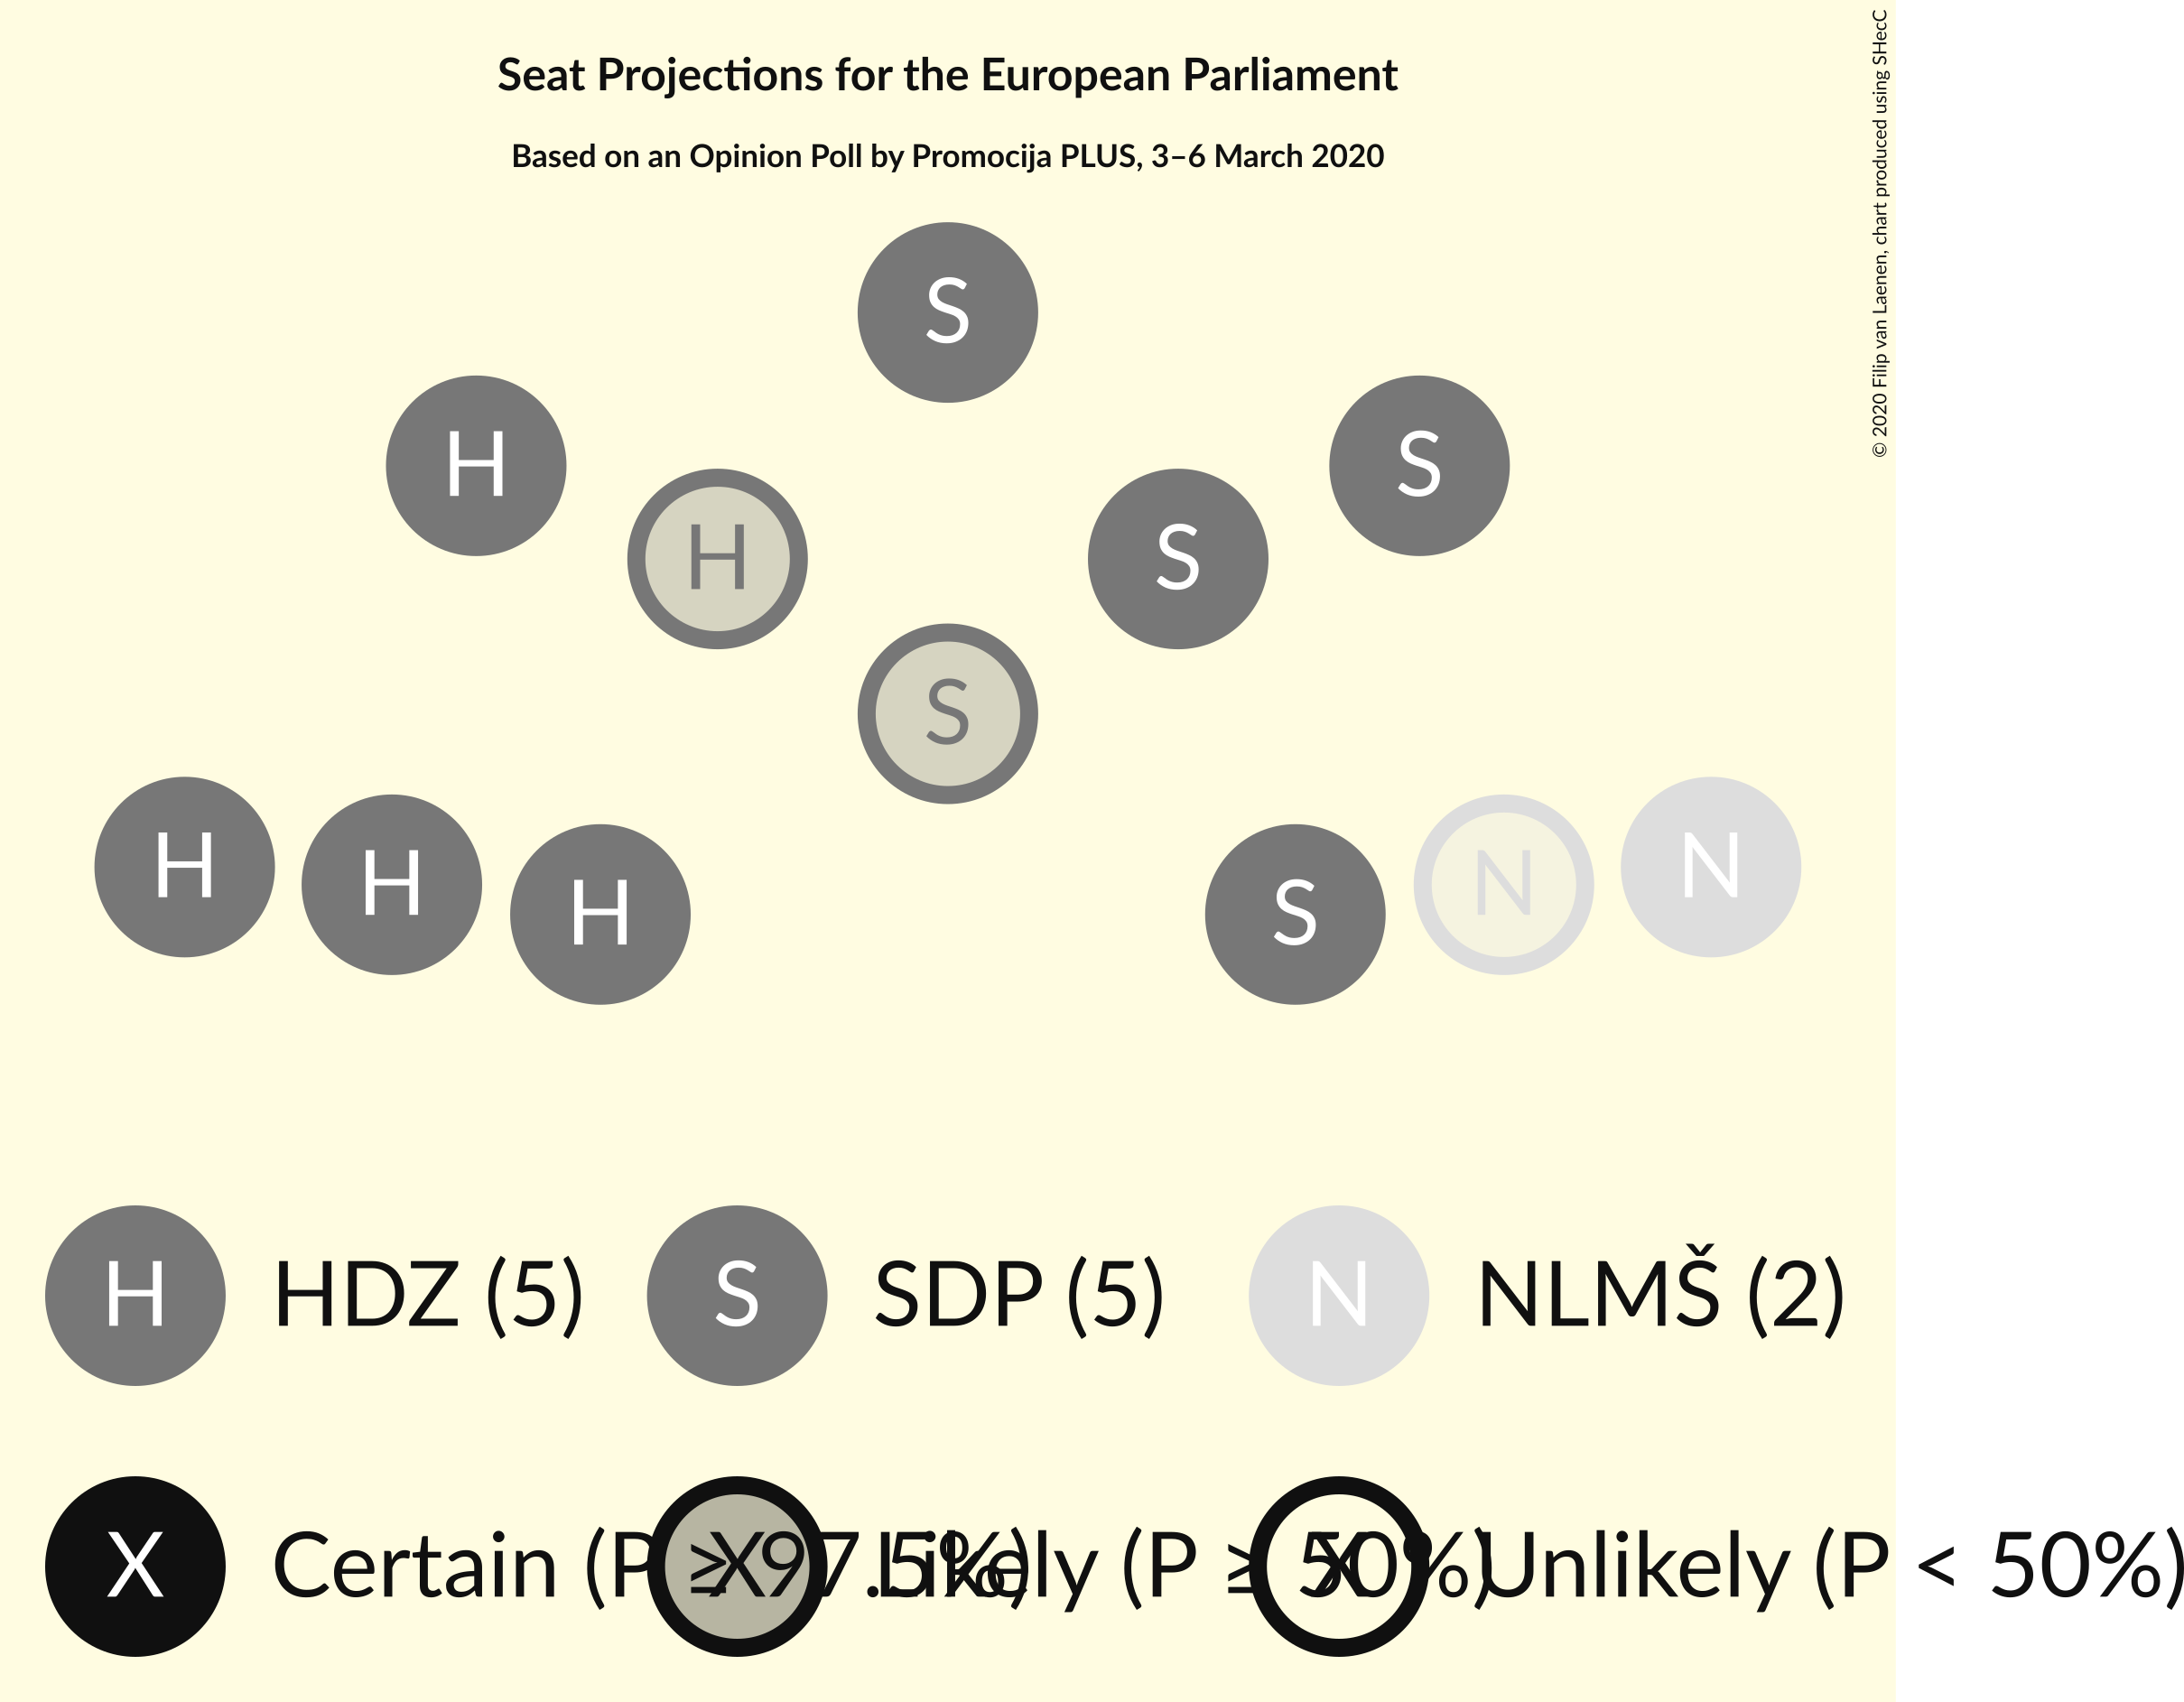 Seat Projections for the European Parliament
Based on an Opinion Poll by Promocija PLUS, 3–6 March 2020
© 2020 Filip van Laenen, chart produced using SHecC
S
H
S
H
S
S
H
H
H
S
N
N
H HDZ (5) S SDP (5) N NLMŠ (2)
X Certain (P ≥ 97.5%) X Likely (P ≥ 50%) X Unlikely (P < 50%)